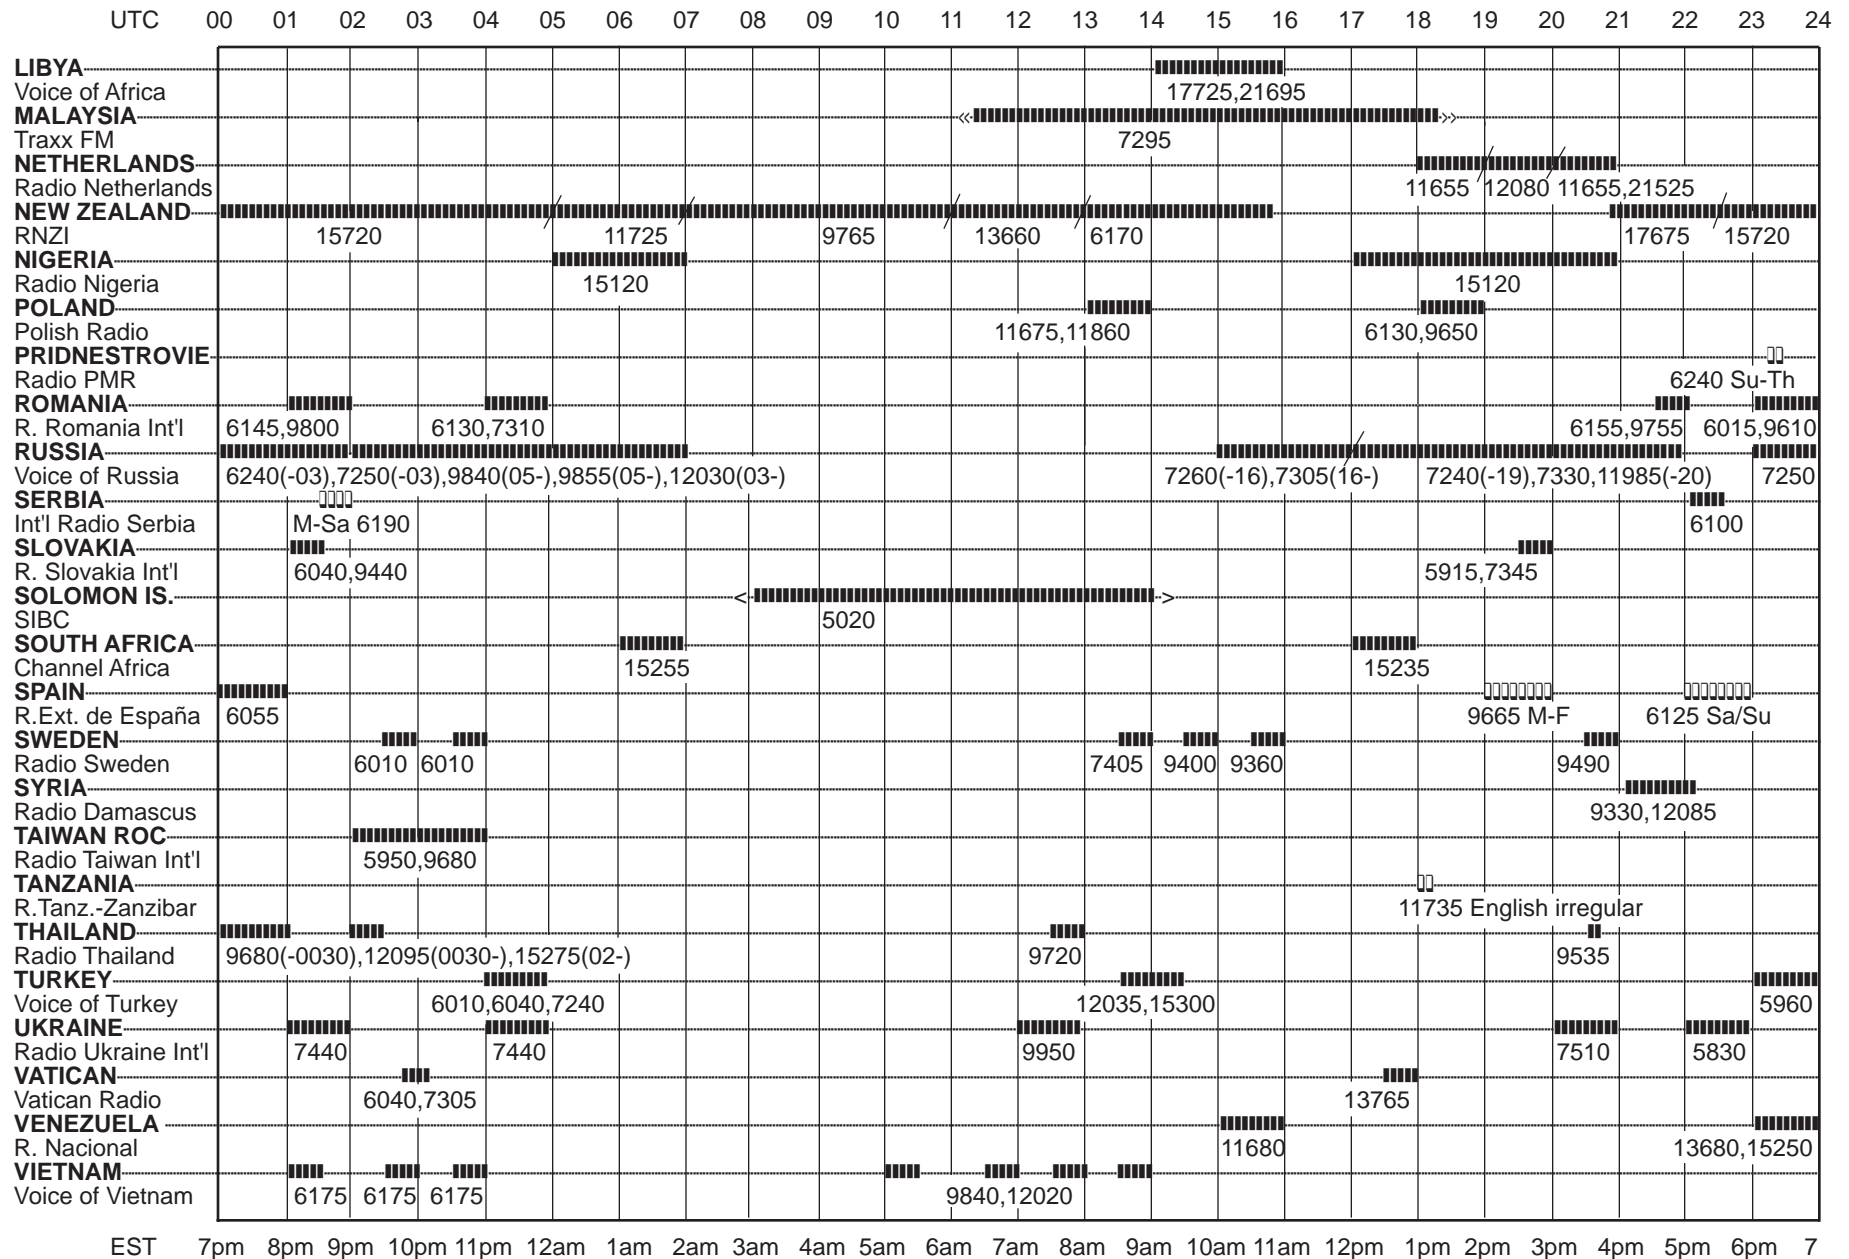 UTC 00 01 02 03 04 05 06 07 08 09 10 11 12 13 14 15 16 17 18 19 20 21 22 23 24
LIBYA
Voice of Africa 17725,21695
MALAYSIA «« »»
Traxx FM 7295
NETHERLANDS / /
Radio Netherlands 11655 12080 11655,21525
NEW ZEALAND / / / / /
RNZI 15720 11725 9765 13660 6170 17675 15720
NIGERIA
Radio Nigeria 15120 15120
POLAND
Polish Radio 11675,11860 6130,9650
PRIDNESTROVIE
Radio PMR 6240 Su-Th
ROMANIA
R. Romania Int'l 6145,9800 6130,7310 6155,9755 6015,9610
RUSSIA /
Voice of Russia 6240(-03),7250(-03),9840(05-),9855(05-),12030(03-) 7260(-16),7305(16-) 7240(-19),7330,11985(-20) 7250
SERBIA
Int'l Radio Serbia M-Sa 6190 6100
SLOVAKIA
R. Slovakia Int'l 6040,9440 5915,7345
SOLOMON IS. < >
SIBC 5020
SOUTH AFRICA
Channel Africa 15255 15235
SPAIN
R.Ext. de España 6055 9665 M-F 6125 Sa/Su
SWEDEN
Radio Sweden 6010 6010 7405 9400 9360 9490
SYRIA
Radio Damascus 9330,12085
TAIWAN ROC
Radio Taiwan Int'l 5950,9680
TANZANIA
R.Tanz.-Zanzibar 11735 English irregular
THAILAND
Radio Thailand 9680(-0030),12095(0030-),15275(02-) 9720 9535
TURKEY
Voice of Turkey 6010,6040,7240 12035,15300 5960
UKRAINE
Radio Ukraine Int'l 7440 7440 9950 7510 5830
VATICAN
Vatican Radio 6040,7305 13765
VENEZUELA
R. Nacional 11680 13680,15250
VIETNAM
Voice of Vietnam 6175 6175 6175 9840,12020
EST 7pm 8pm 9pm 10pm 11pm 12am 1am 2am 3am 4am 5am 6am 7am 8am 9am 10am 11am 12pm 1pm 2pm 3pm 4pm 5pm 6pm 7